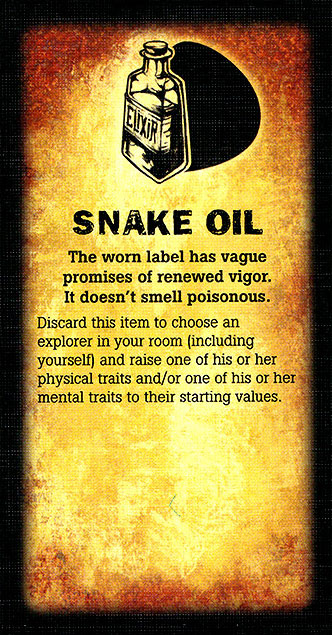 ELIXIR
SNAKE OIL
The worn label has vague
promises of renewed vigor.
It doesn't smell poisonous.
Discard this item to choose an
explorer in your room (including
yourself) and raise one of his or her
physical traits and/or one of his or her
mental traits to their starting values.